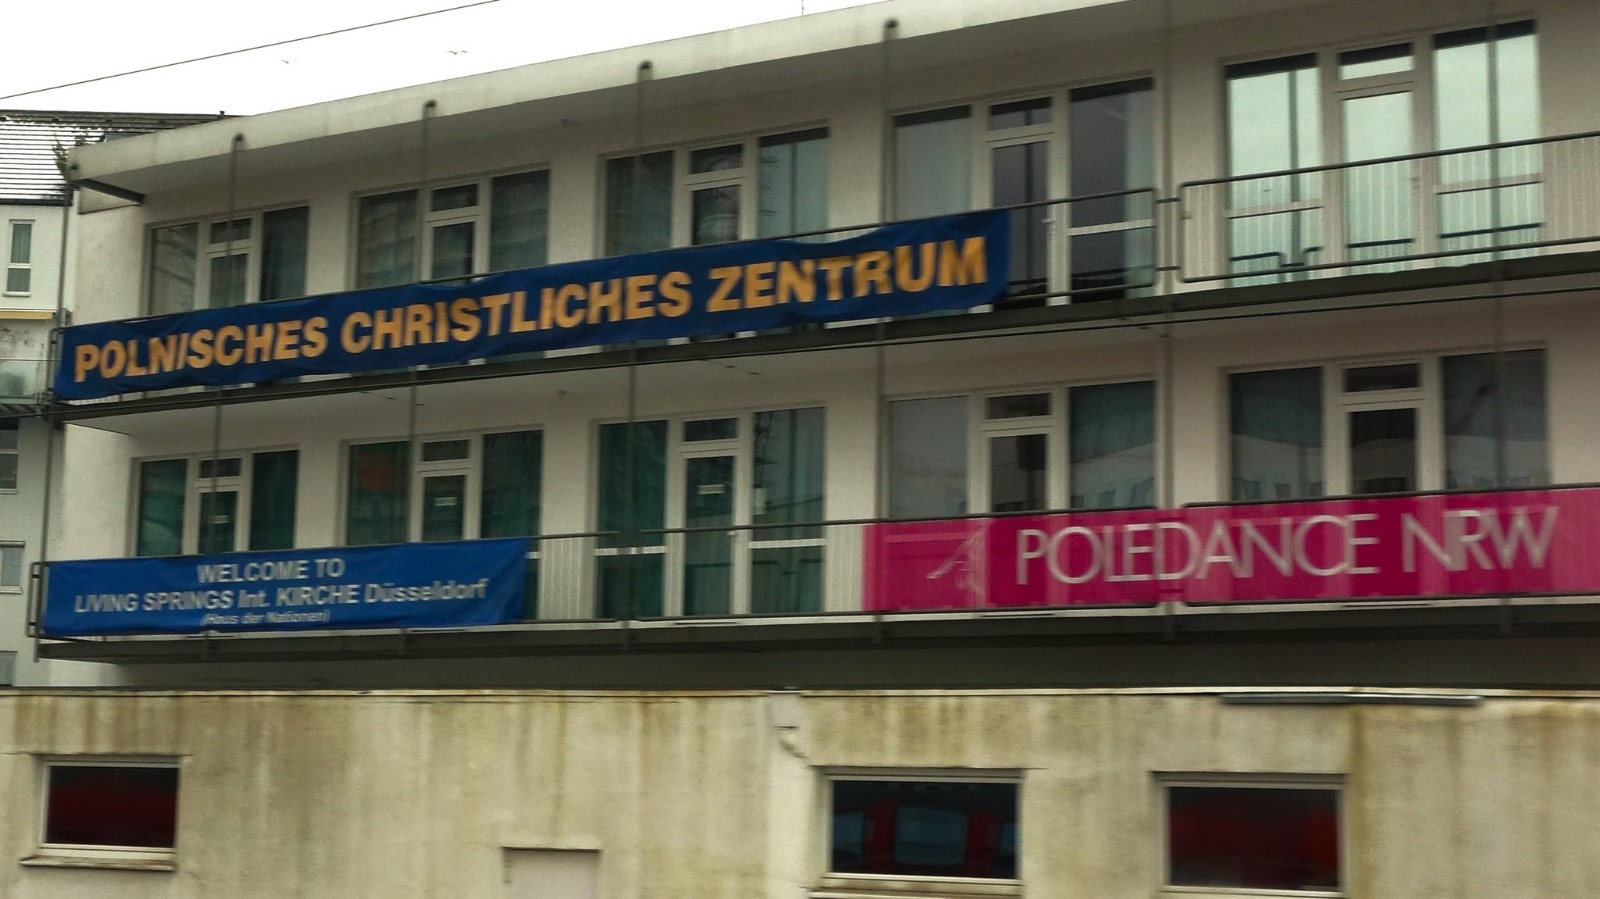 POLNISCHES CHRISTLICHES ZENTRUM
WELCOME TO
LIVING SPRINGS Int. KIRCHE Düsseldorf
(Haus der Nationen)
POLEDANCE NRW